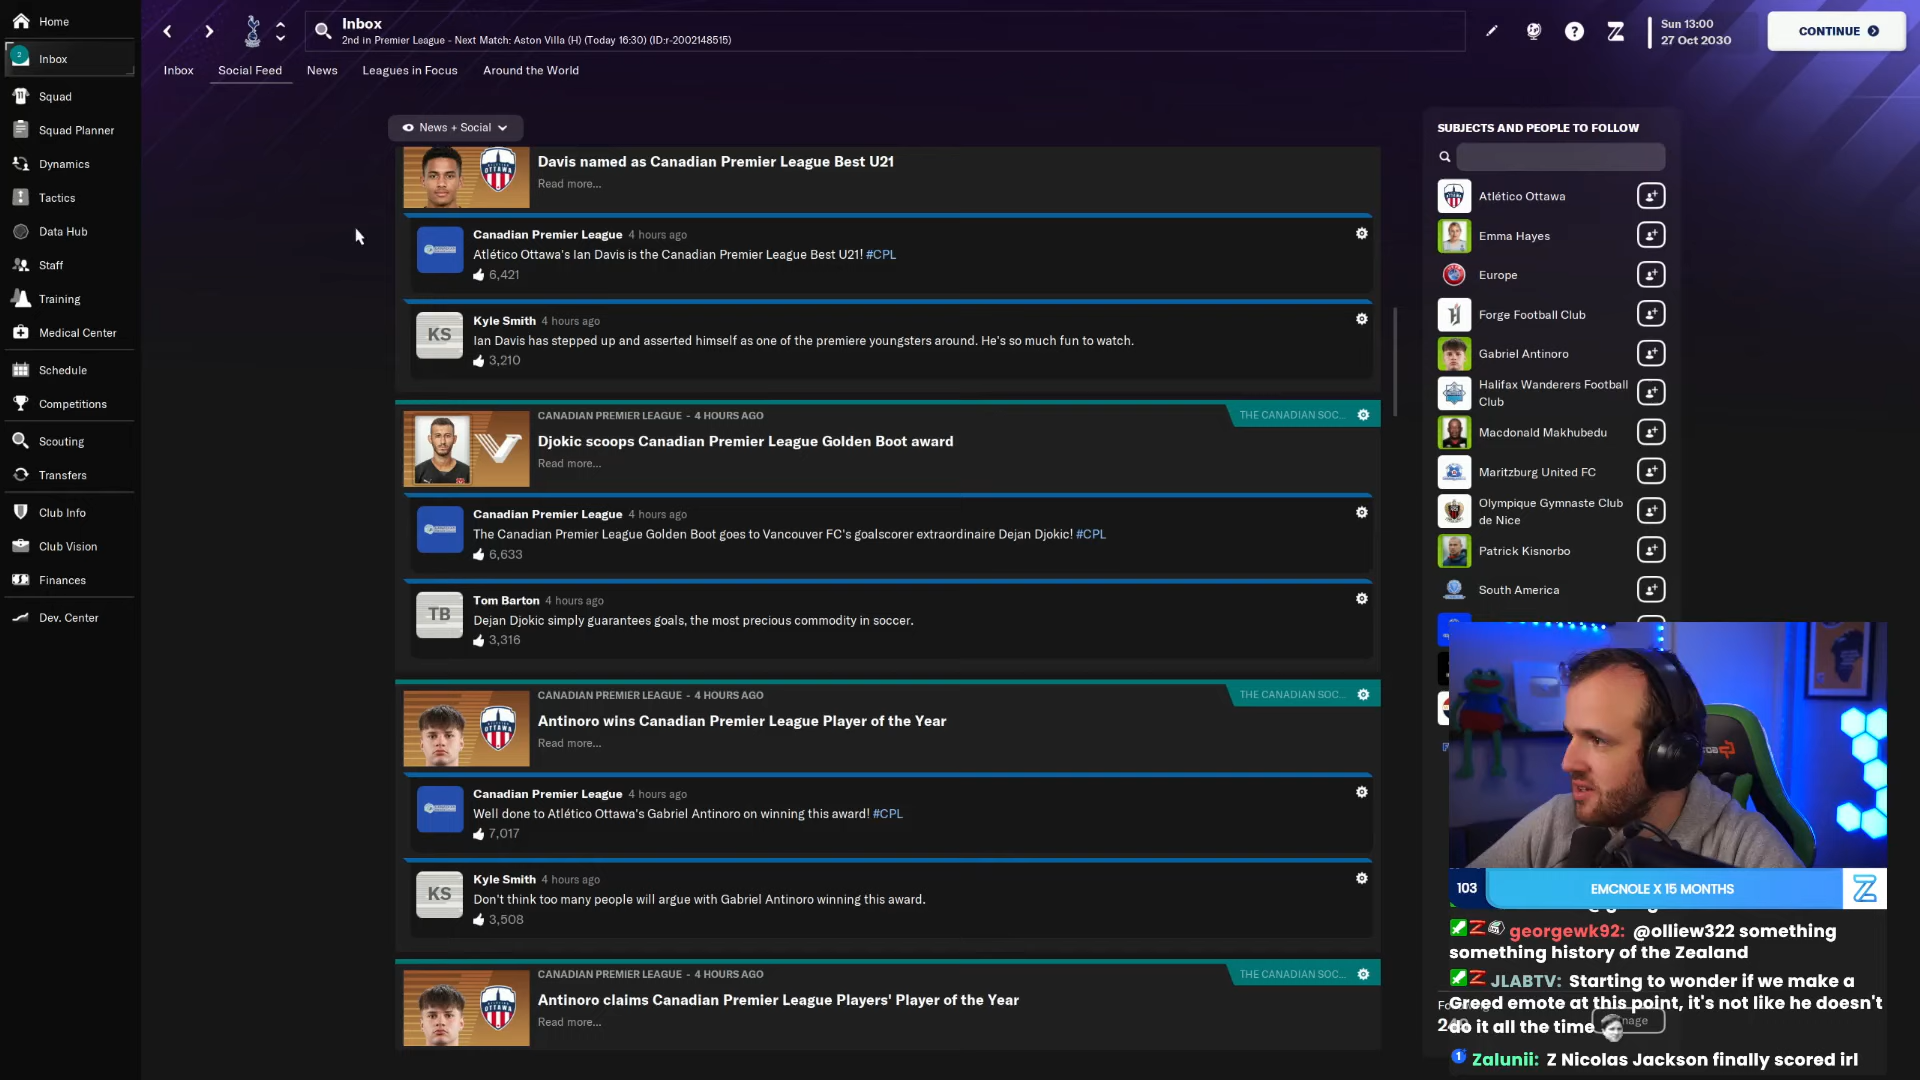 Home
2
Inbox
Squad
Squad Planner
Dynamics
Tactics
Data Hub
Staff
Training
Medical Center
Schedule
Competitions
Scouting
Transfers
Club Info
Club Vision
Finances
Dev. Center
Inbox
2nd in Premier League - Next Match: Aston Villa (H) (Today 16:30) (ID:r-2002148515)
Sun 13:00
27 Oct 2030
CONTINUE
Inbox
Social Feed
News
Leagues in Focus
Around the World
News + Social
Davis named as Canadian Premier League Best U21
Read more...
Canadian Premier League 4 hours ago
Atlético Ottawa's Ian Davis is the Canadian Premier League Best U21! #CPL
6,421
KS
Kyle Smith 4 hours ago
Ian Davis has stepped up and asserted himself as one of the premiere youngsters around. He's so much fun to watch.
3,210
CANADIAN PREMIER LEAGUE - 4 HOURS AGO
THE CANADIAN SOC...
Djokic scoops Canadian Premier League Golden Boot award
Read more...
Canadian Premier League 4 hours ago
The Canadian Premier League Golden Boot goes to Vancouver FC's goalscorer extraordinaire Dejan Djokic! #CPL
6,633
TB
Tom Barton 4 hours ago
Dejan Djokic simply guarantees goals, the most precious commodity in soccer.
3,316
CANADIAN PREMIER LEAGUE - 4 HOURS AGO
THE CANADIAN SOC...
Antinoro wins Canadian Premier League Player of the Year
Read more...
Canadian Premier League 4 hours ago
Well done to Atlético Ottawa's Gabriel Antinoro on winning this award! #CPL
7,017
KS
Kyle Smith 4 hours ago
Don't think too many people will argue with Gabriel Antinoro winning this award.
3,508
CANADIAN PREMIER LEAGUE - 4 HOURS AGO
THE CANADIAN SOC...
Antinoro claims Canadian Premier League Players' Player of the Year
Read more...
SUBJECTS AND PEOPLE TO FOLLOW
Atlético Ottawa
Emma Hayes
Europe
Forge Football Club
Gabriel Antinoro
Halifax Wanderers Football
Club
Macdonald Makhubedu
Maritzburg United FC
Olympique Gymnaste Club
de Nice
Patrick Kisnorbo
South America
103
EMCNOLE X 15 MONTHS
georgewk92: @olliew322 something
something history of the Zealand
JLABTV: Starting to wonder if we make a
Greed emote at this point, it's not like he doesn't
do it all the time
Zalunii: Z Nicolas Jackson finally scored irl